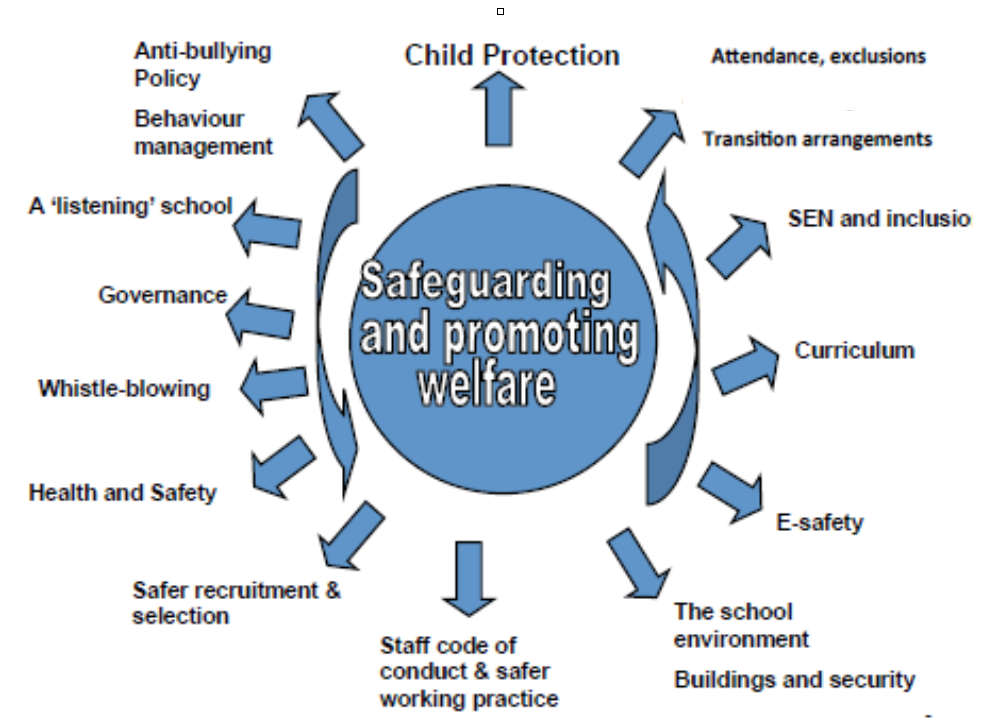 Anti-bullying
Policy
Behaviour
management
Child Protection
Attendance, exclusions
Transition arrangements
A ‘listening’ school
SEN and inclusio
Governance
Safeguarding
and promoting
welfare
Curriculum
Whistle-blowing
Health and Safety
E-safety
Safer recruitment &
selection
Staff code of
conduct & safer
working practice
The school
environment
Buildings and security